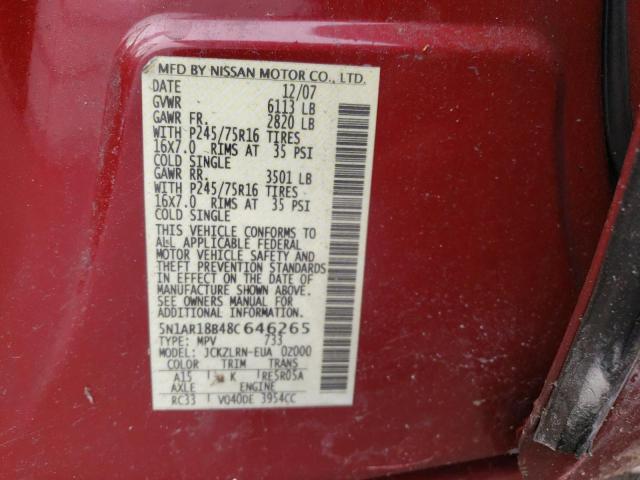 MFD BY NISSAN MOTOR CO., LTD.
DATE 12/07
GVWR 6113 LB
GAWR FR. 2820 LB
WITH P245/75R16 TIRES
16X7.0 RIMS AT 35 PSI
COLD SINGLE
GAWR RR. 3501 LB
WITH P245/75R16 TIRES
16X7.0 RIMS AT 35 PSI
COLD SINGLE
THIS VEHICLE CONFORMS TO
ALL APPLICABLE FEDERAL
MOTOR VEHICLE SAFETY AND
THEFT PREVENTION STANDARDS
IN EFFECT ON THE DATE OF
MANUFACTURE SHOWN ABOVE.
SEE OWNERS MANUAL FOR
ADDITIONAL INFORMATION.
5N1AR18B48C646265
TYPE: MPV 733
MODEL: JCKZLRN-EUA 02000
COLOR TRIM TRANS
A15 K RE5R05A
AXLE ENGINE
RC33 VQ40DE 3954CC